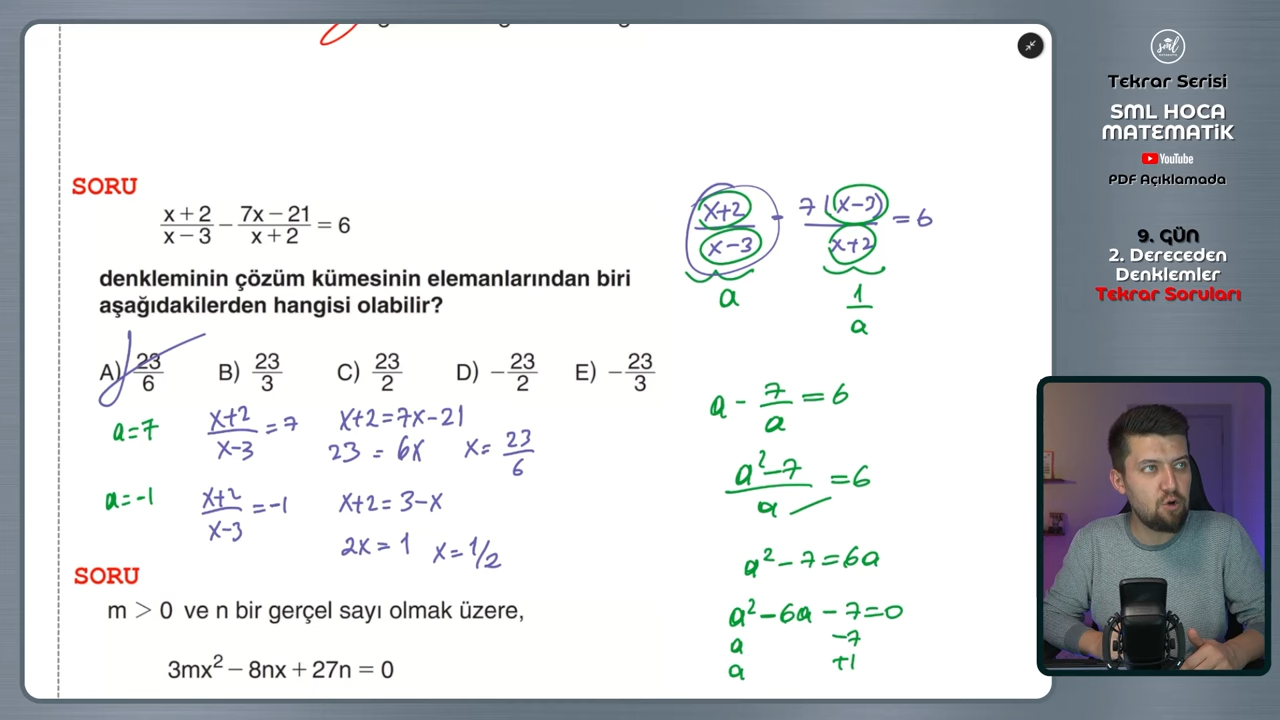 SORU
x + 2 / x − 3 − 7x − 21 / x + 2 = 6
denkleminin çözüm kümesinin elemanlarından biri
aşağıdakilerden hangisi olabilir?
A) 23/6 B) 23/3 C) 23/2 D) −23/2 E) −23/3
a=7 x+2/x-3 =7 x+2=7x-21
23 = 6x x= 23/6
a=-1 x+2/x-3 =-1 x+2=3-x
2x=1 x=1/2
SORU
m > 0 ve n bir gerçel sayı olmak üzere,
3mx² − 8nx + 27n = 0
x+2/x-3 - 7(x-3)/x+2 =6
a 1/a
a - 7/a =6
a²-7/a =6
a²-7=6a
a²-6a-7=0
a -7
a +1
sml
Tekrar Serisi
SML HOCA
MATEMATİK
YouTube
PDF Açıklamada
9. GÜN
2. Dereceden
Denklemler
Tekrar Soruları